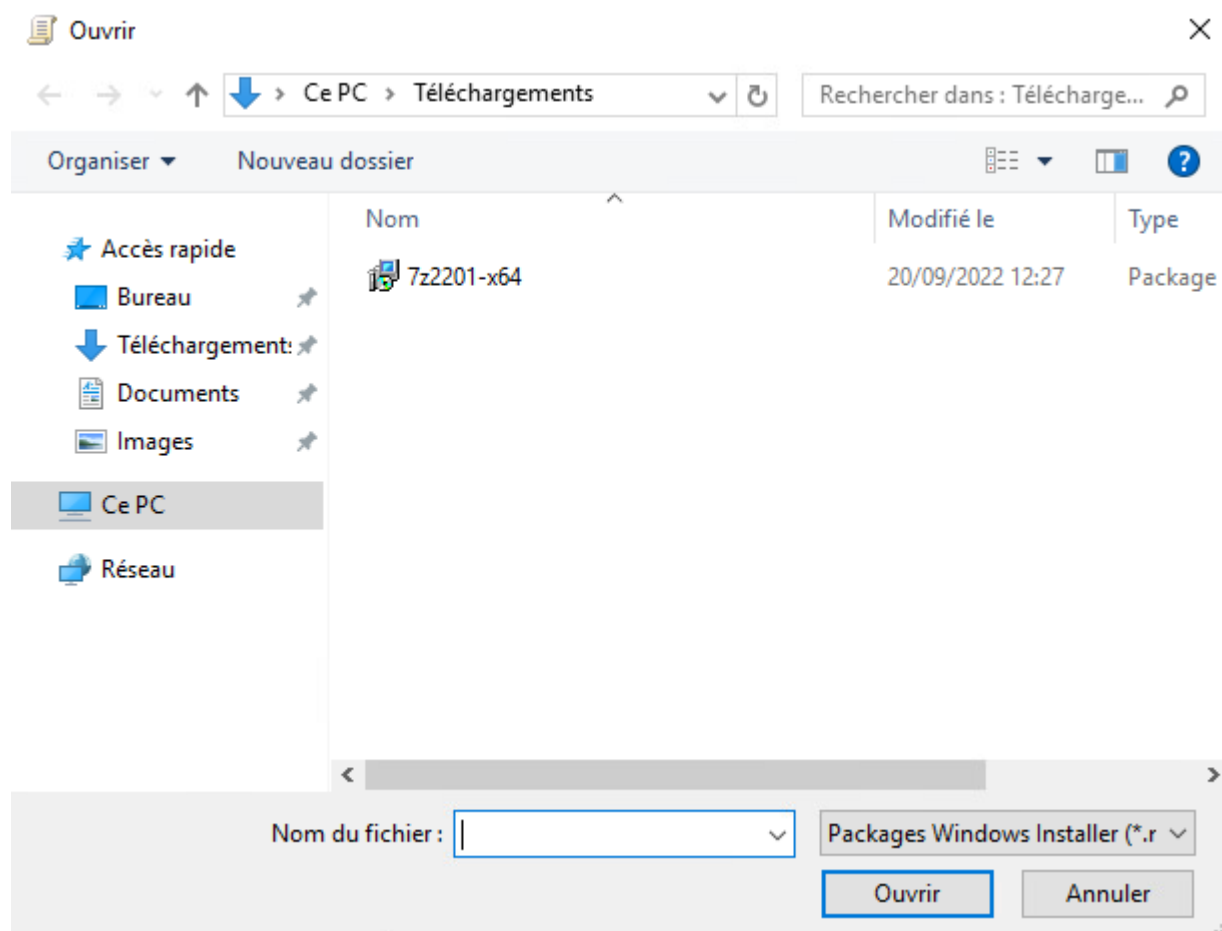 Ouvrir
Ce PC > Téléchargements
Rechercher dans : Télécharge...
Organiser
Nouveau dossier
Nom
Modifié le
Type
Accès rapide
Bureau
Téléchargement
Documents
Images
Ce PC
Réseau
7z2201-x64
20/09/2022 12:27
Package
Nom du fichier :
Packages Windows Installer (*.
Ouvrir
Annuler